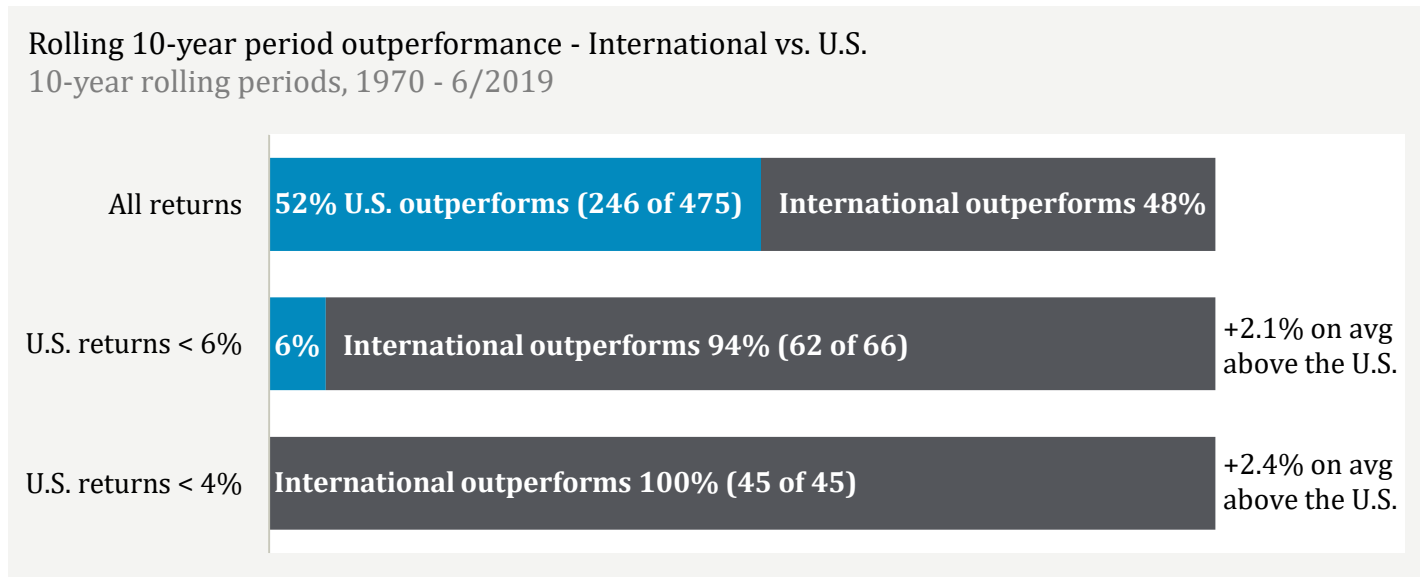 Rolling 10-year period outperformance - International vs. U.S.
10-year rolling periods, 1970 - 6/2019
All returns
52% U.S. outperforms (246 of 475)
International outperforms 48%
U.S. returns < 6%
6%
International outperforms 94% (62 of 66)
+2.1% on avg
above the U.S.
U.S. returns < 4%
International outperforms 100% (45 of 45)
+2.4% on avg
above the U.S.